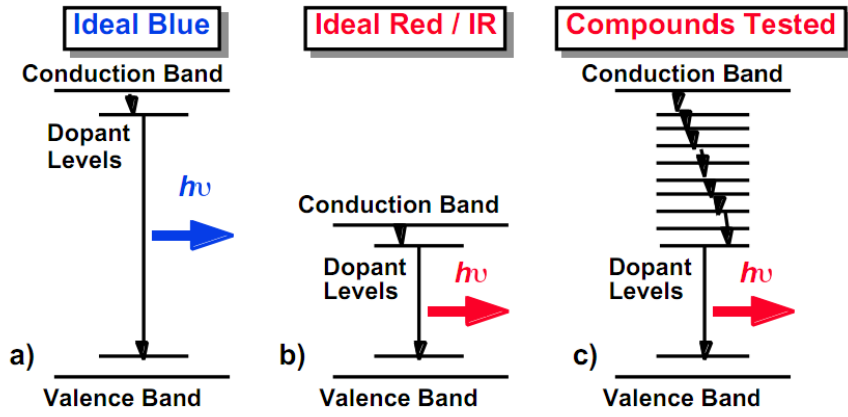 Ideal Blue
Conduction Band
Dopant
Levels
hυ
a)
Valence Band
Ideal Red / IR
Conduction Band
Dopant
Levels
hυ
b)
Valence Band
Compounds Tested
Conduction Band
Dopant
Levels
hυ
c)
Valence Band